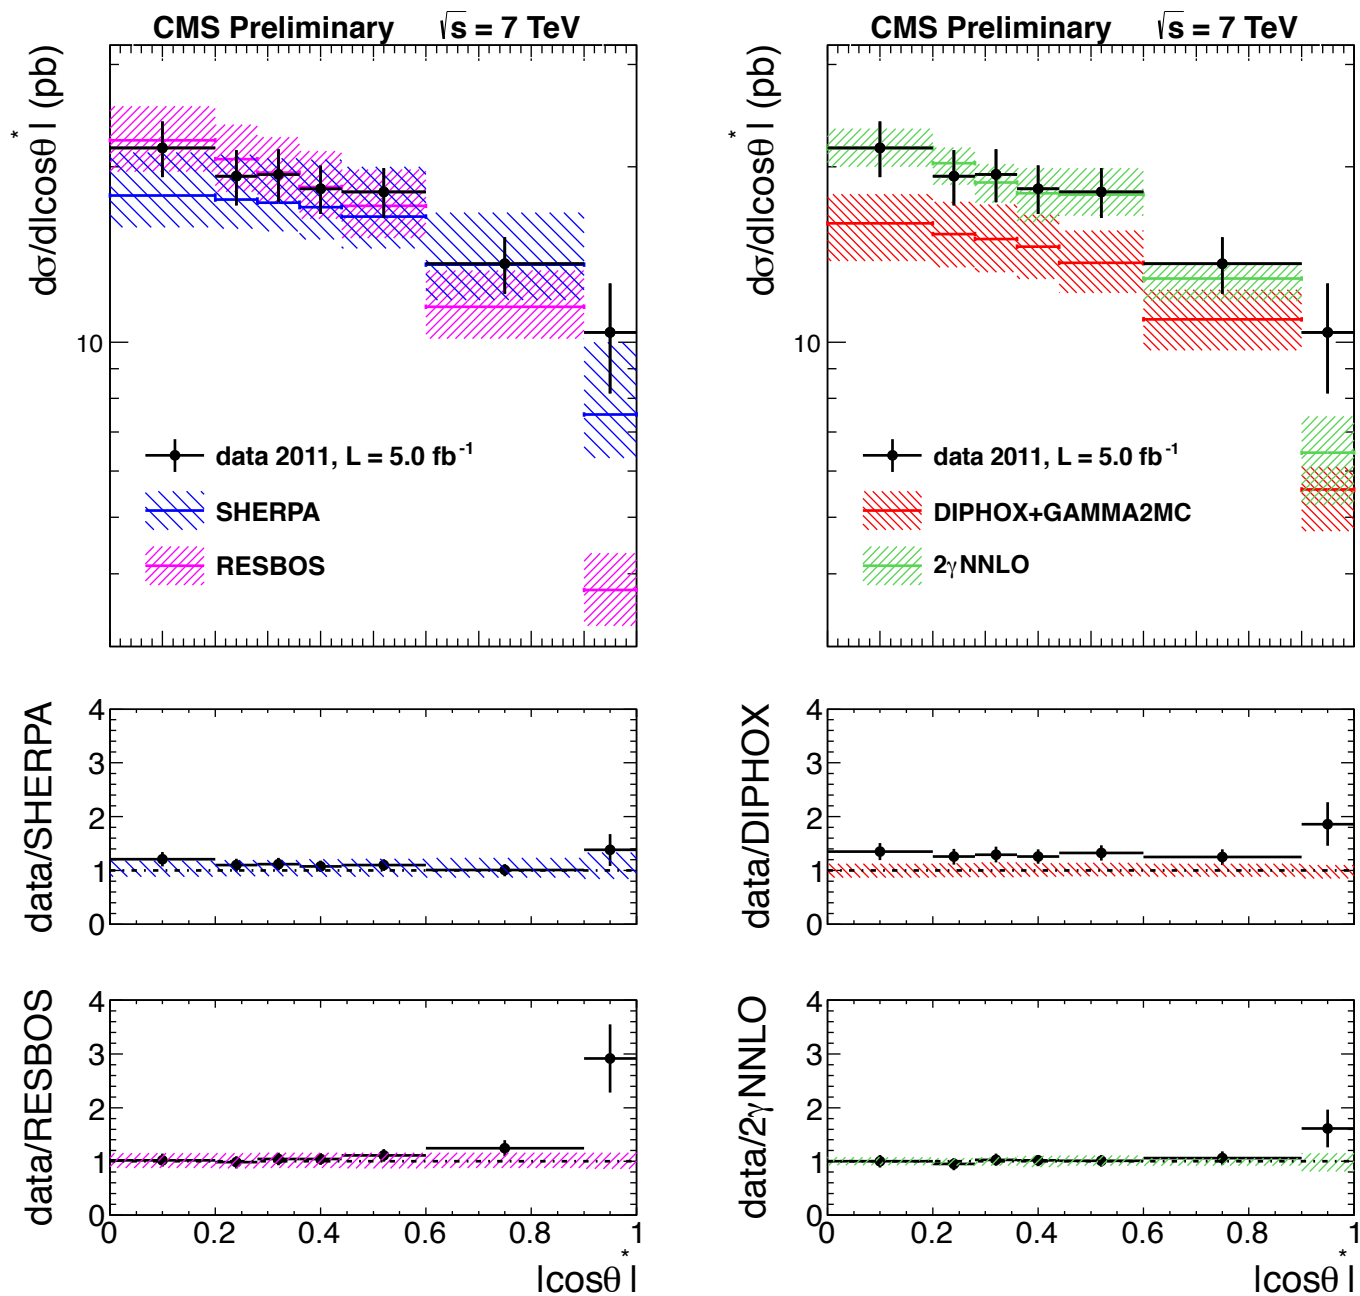 CMS Preliminary √s = 7 TeV
dσ/d|cosθ*| (pb)
10
data 2011, L = 5.0 fb-1
SHERPA
RESBOS
data/SHERPA
4
3
2
1
0
data/RESBOS
4
3
2
1
0
0 0.2 0.4 0.6 0.8 1
|cosθ*|
CMS Preliminary √s = 7 TeV
dσ/d|cosθ*| (pb)
10
data 2011, L = 5.0 fb-1
DIPHOX+GAMMA2MC
2γNNLO
data/DIPHOX
4
3
2
1
0
data/2γNNLO
4
3
2
1
0
0 0.2 0.4 0.6 0.8 1
|cosθ*|